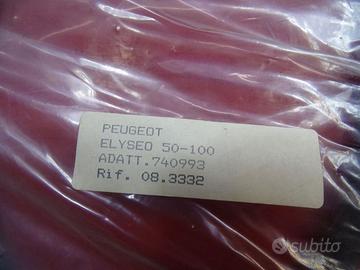 PEUGEOT
ELYSEO 50-100
ADATT.740993
Rif. 08.3332
subito